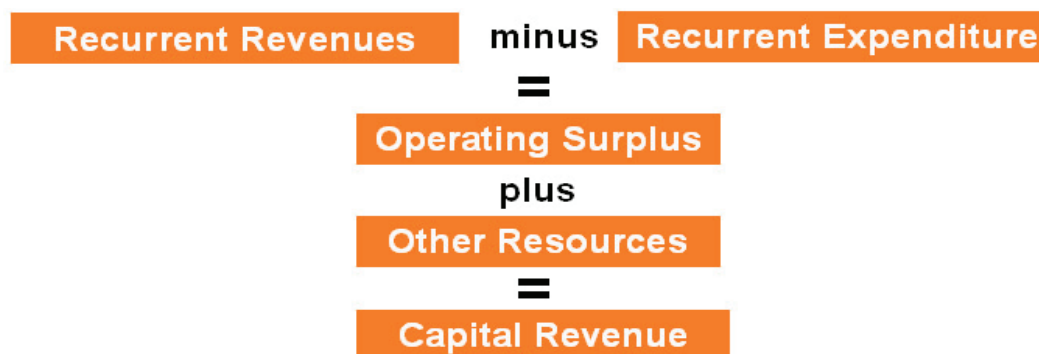 Recurrent Revenues minus Recurrent Expenditure
=
Operating Surplus
plus
Other Resources
=
Capital Revenue